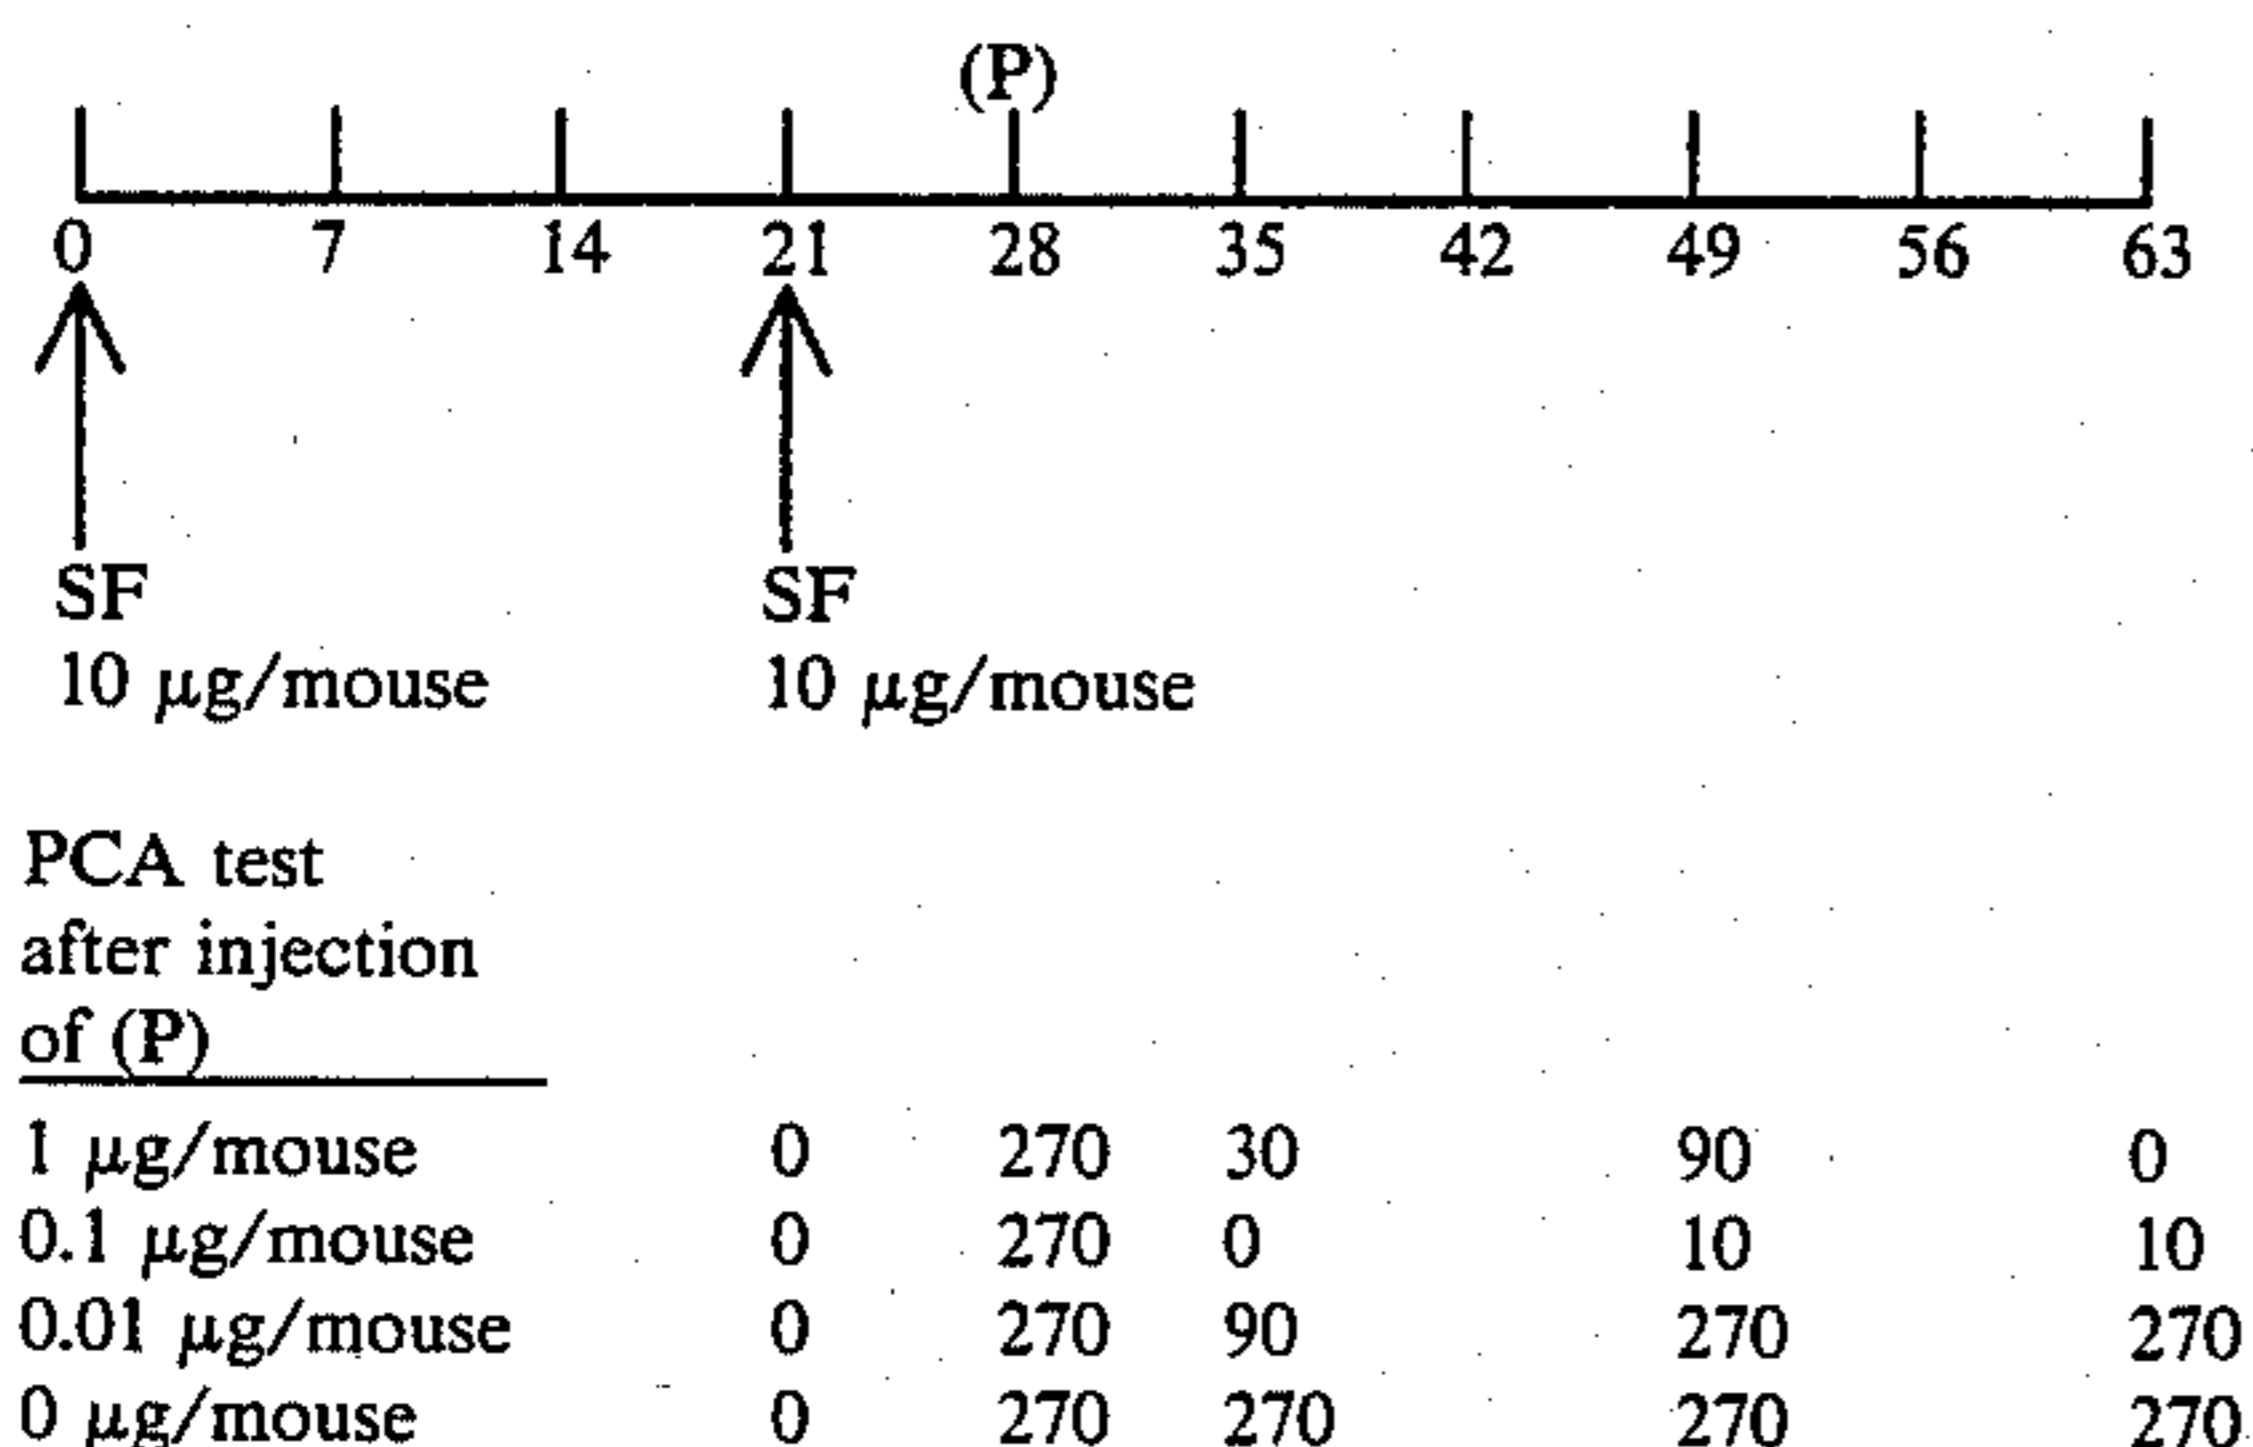 (P)
0 7 14 21 28 35 42 49 56 63
SF SF
10 μg/mouse 10 μg/mouse
PCA test
after injection
of (P)
1 μg/mouse 0 270 30 90 0
0.1 μg/mouse 0 270 0 10 10
0.01 μg/mouse 0 270 90 270 270
0 μg/mouse 0 270 270 270 270